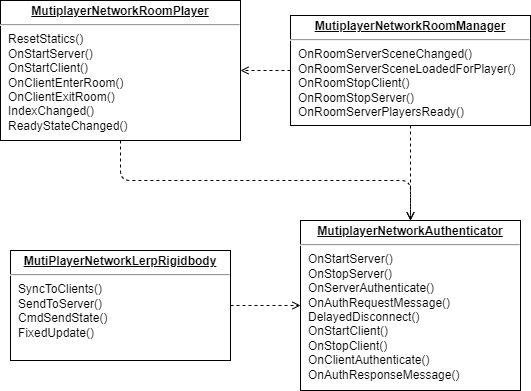 MutiplayerNetworkRoomPlayer
ResetStatics()
OnStartServer()
OnStartClient()
OnClientEnterRoom()
OnClientExitRoom()
IndexChanged()
ReadyStateChanged()
MutiplayerNetworkRoomManager
OnRoomServerSceneChanged()
OnRoomServerSceneLoadedForPlayer()
OnRoomStopClient()
OnRoomStopServer()
OnRoomServerPlayersReady()
MutiPlayerNetworkLerpRigidbody
SyncToClients()
SendToServer()
CmdSendState()
FixedUpdate()
MutiplayerNetworkAuthenticator
OnStartServer()
OnStopServer()
OnServerAuthenticate()
OnAuthRequestMessage()
DelayedDisconnect()
OnStartClient()
OnStopClient()
OnClientAuthenticate()
OnAuthResponseMessage()